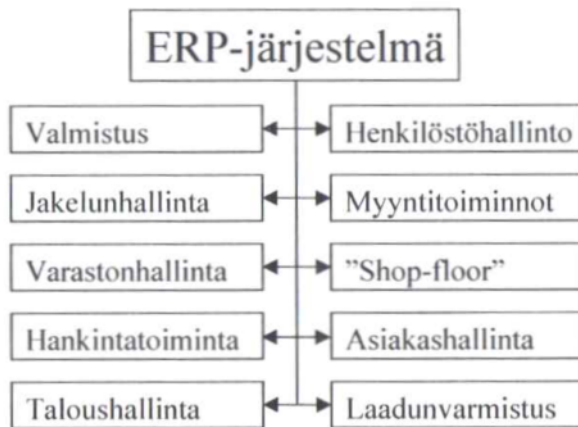 ERP-järjestelmä
Valmistus
Henkilöstöhallinto
Jakelunhallinta
Myyntitoiminnot
Varastonhallinta
”Shop-floor”
Hankintatoiminta
Asiakashallinta
Taloushallinta
Laadunvarmistus